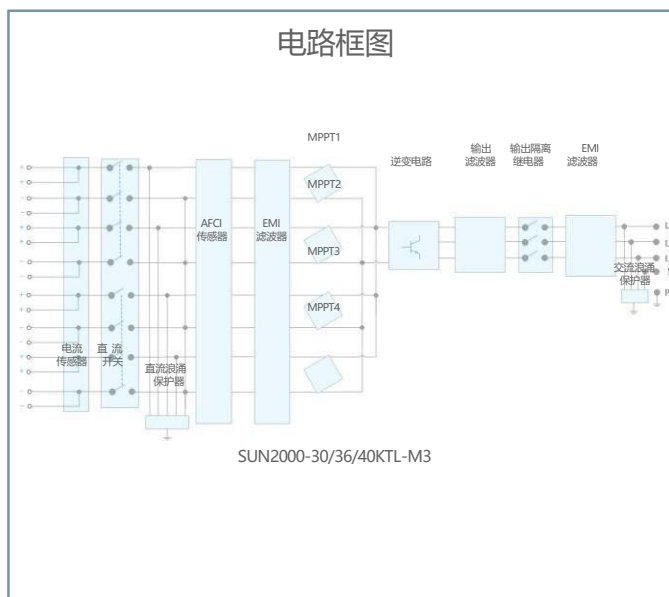 电路框图
MPPT1
逆变电路
输出
滤波器
输出隔离
继电器
EMI
滤波器
MPPT2
AFCI
传感器
EMI
滤波器
MPPT3
交流浪涌
保护器
MPPT4
电流
传感器
直 流
开关
直流浪涌
保护器
SUN2000-30/36/40KTL-M3